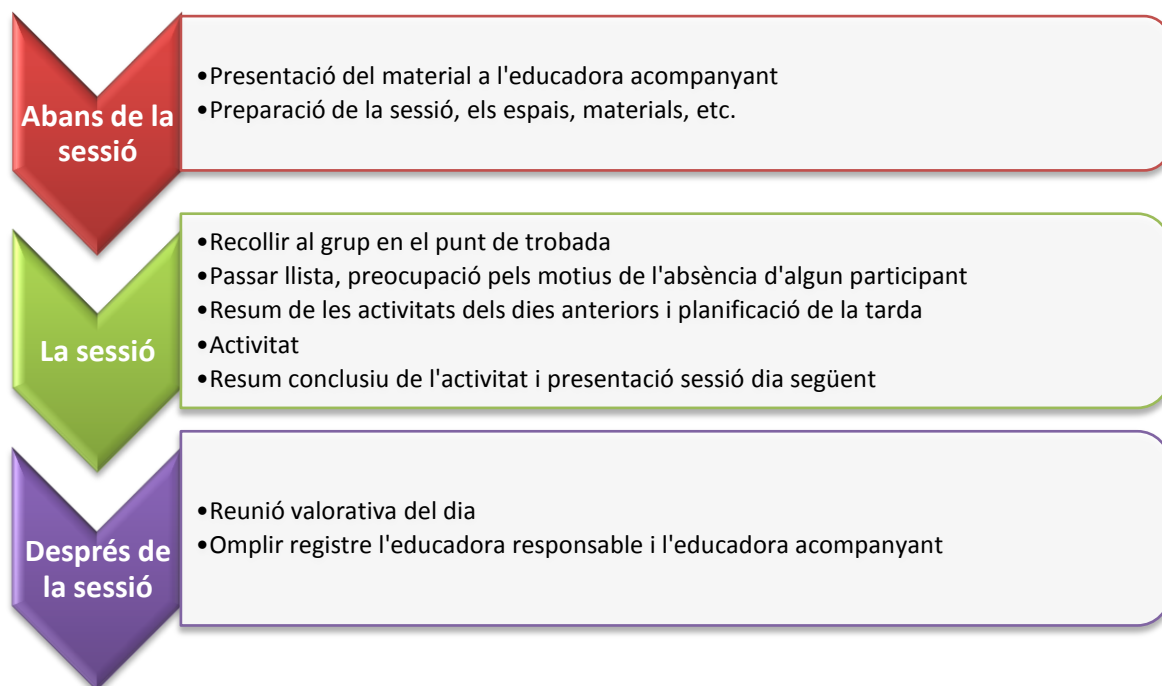 Abans de la
sessió
•Presentació del material a l'educadora acompanyant
•Preparació de la sessió, els espais, materials, etc.
La sessió
•Recollir al grup en el punt de trobada
•Passar llista, preocupació pels motius de l'absència d'algun participant
•Resum de les activitats dels dies anteriors i planificació de la tarda
•Activitat
•Resum conclusiu de l'activitat i presentació sessió dia següent
Després de
la sessió
•Reunió valorativa del dia
•Omplir registre l'educadora responsable i l'educadora acompanyant